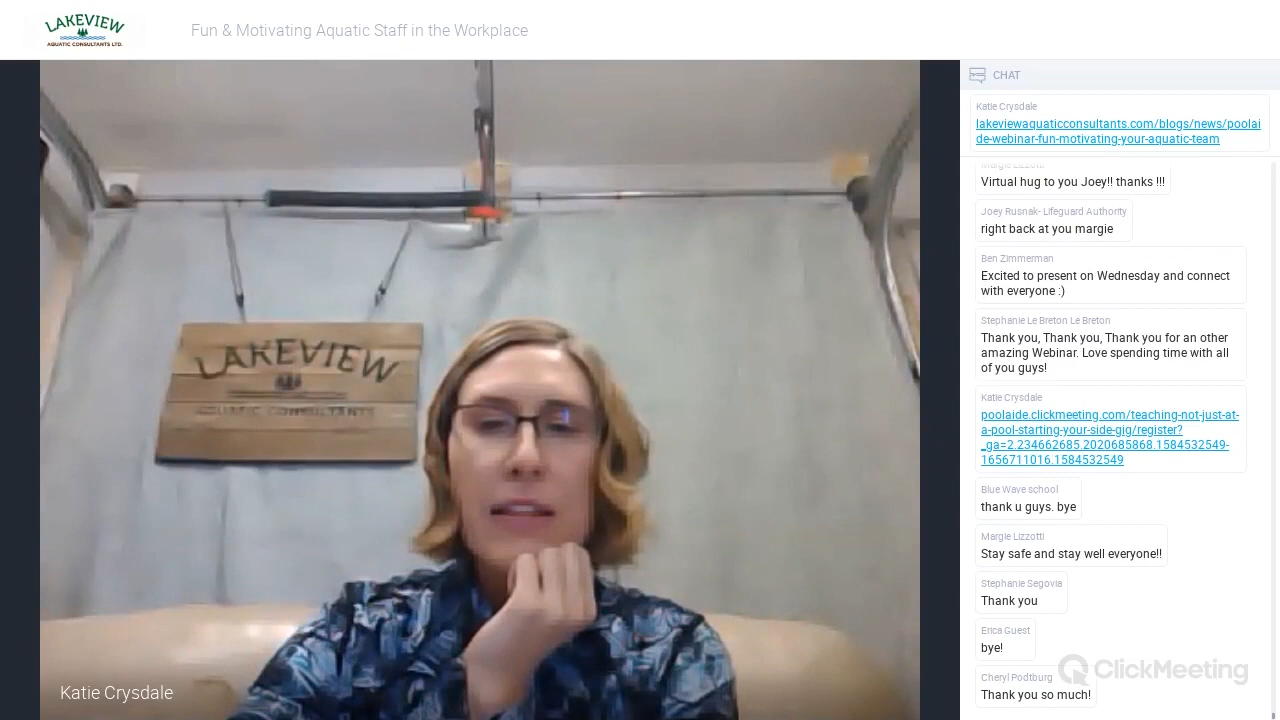 LAKEVIEW
AQUATIC CONSULTANTS LTD.
Fun & Motivating Aquatic Staff in the Workplace
LAKEVIEW
AQUATIC CONSULTANTS
Katie Crysdale
CHAT
Katie Crysdale
lakeviewaquaticconsultants.com/blogs/news/poolai
de-webinar-fun-motivating-your-aquatic-team
Margie Lizzotti
Virtual hug to you Joey!! thanks !!!
Joey Rusnak- Lifeguard Authority
right back at you margie
Ben Zimmerman
Excited to present on Wednesday and connect
with everyone :)
Stephanie Le Breton Le Breton
Thank you, Thank you, Thank you for an other
amazing Webinar. Love spending time with all
of you guys!
Katie Crysdale
poolaide.clickmeeting.com/teaching-not-just-at-
a-pool-starting-your-side-gig/register?
_ga=2.234662685.2020685868.1584532549-
1656711016.1584532549
Blue Wave school
thank u guys. bye
Margie Lizzotti
Stay safe and stay well everyone!!
Stephanie Segovia
Thank you
Erica Guest
bye!
Cheryl Podtburg
Thank you so much!
ClickMeeting